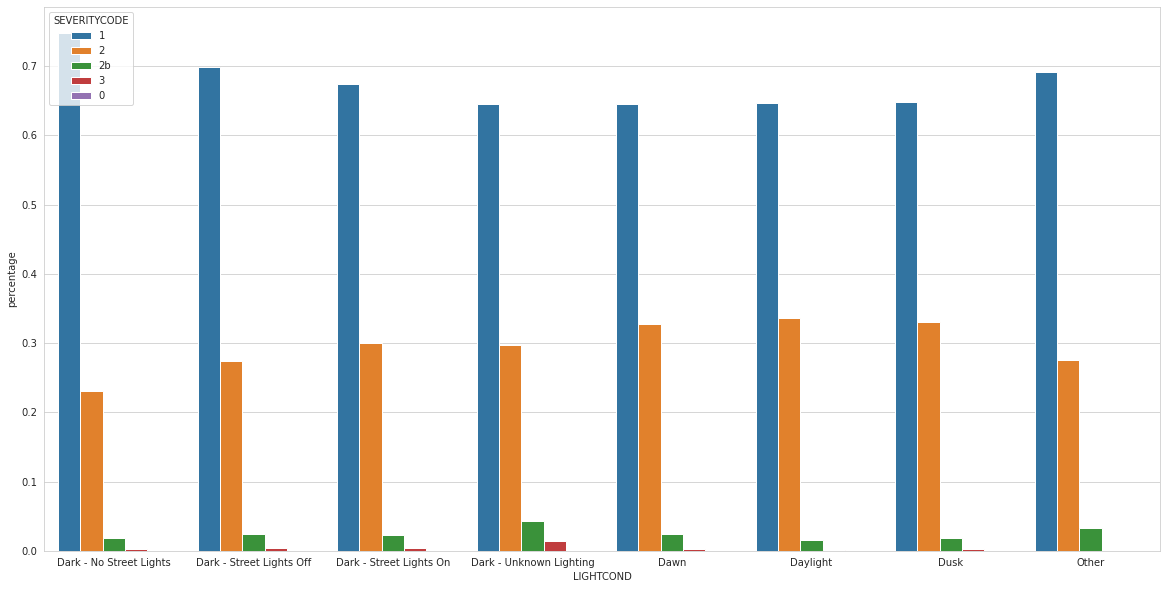 SEVERITYCODE
1
2
2b
3
0
0.7
0.6
0.5
0.4
0.3
0.2
0.1
0.0
percentage
Dark - No Street Lights Dark - Street Lights Off Dark - Street Lights On Dark - Unknown Lighting Dawn Daylight Dusk Other
LIGHTCOND